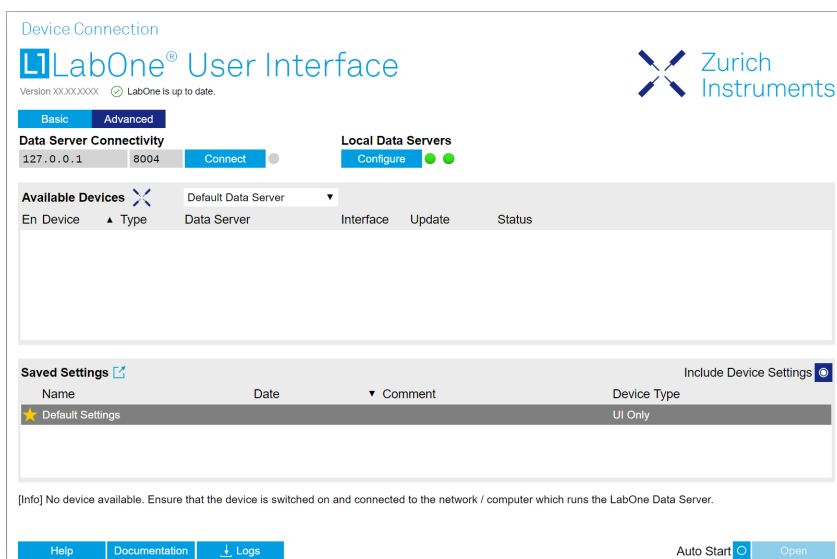 Device Connection
L1 LabOne® User Interface
Zurich
Instruments
Version XX.XX.XXXX LabOne is up to date.
Basic Advanced
Data Server Connectivity Local Data Servers
127.0.0.1 8004 Connect Configure
Available Devices Default Data Server ▼
En Device ▲ Type Data Server Interface Update Status
Saved Settings Include Device Settings
Name Date ▼ Comment Device Type
Default Settings UI Only
[Info] No device available. Ensure that the device is switched on and connected to the network / computer which runs the LabOne Data Server.
Help Documentation Logs Auto Start Open